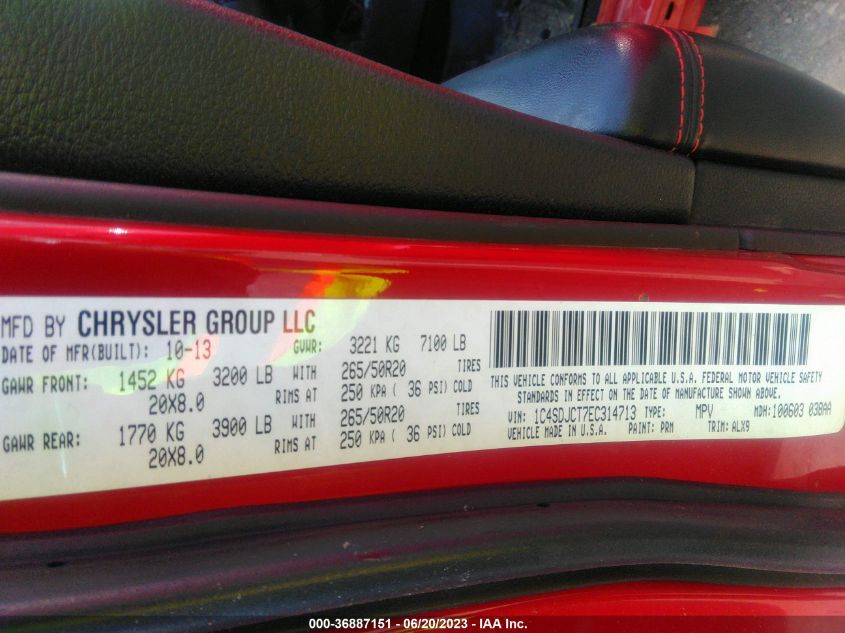 MFD BY CHRYSLER GROUP LLC
DATE OF MFR(BUILT): 10-13 GVWR: 3221 KG 7100 LB
GAWR FRONT: 1452 KG 3200 LB WITH 265/50R20 TIRES
20X8.0 RIMS AT 250 KPA ( 36 PSI) COLD
GAWR REAR: 1770 KG 3900 LB WITH 265/50R20 TIRES
20X8.0 RIMS AT 250 KPA ( 36 PSI) COLD
THIS VEHICLE CONFORMS TO ALL APPLICABLE U.S.A. FEDERAL MOTOR VEHICLE SAFETY
STANDARDS IN EFFECT ON THE DATE OF MANUFACTURE SHOWN ABOVE.
VIN: 1C4SDJCT7EC314713 TYPE: MPV MDH: 100603 03BAA
VEHICLE MADE IN U.S.A. PAINT: PRM TRIM: ALX9
000-36887151 - 06/20/2023 - IAA Inc.